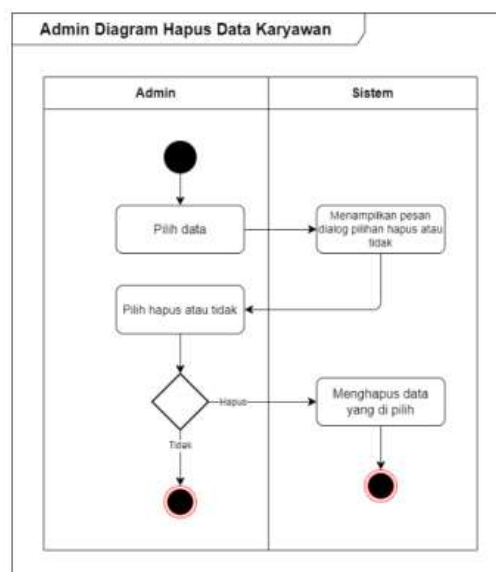 Admin Diagram Hapus Data Karyawan
Admin
Sistem
Pilih data
Menampilkan pesan
dialog pilihan hapus atau
tidak
Pilih hapus atau tidak
Hapus
Menghapus data
yang di pilih
Tidak